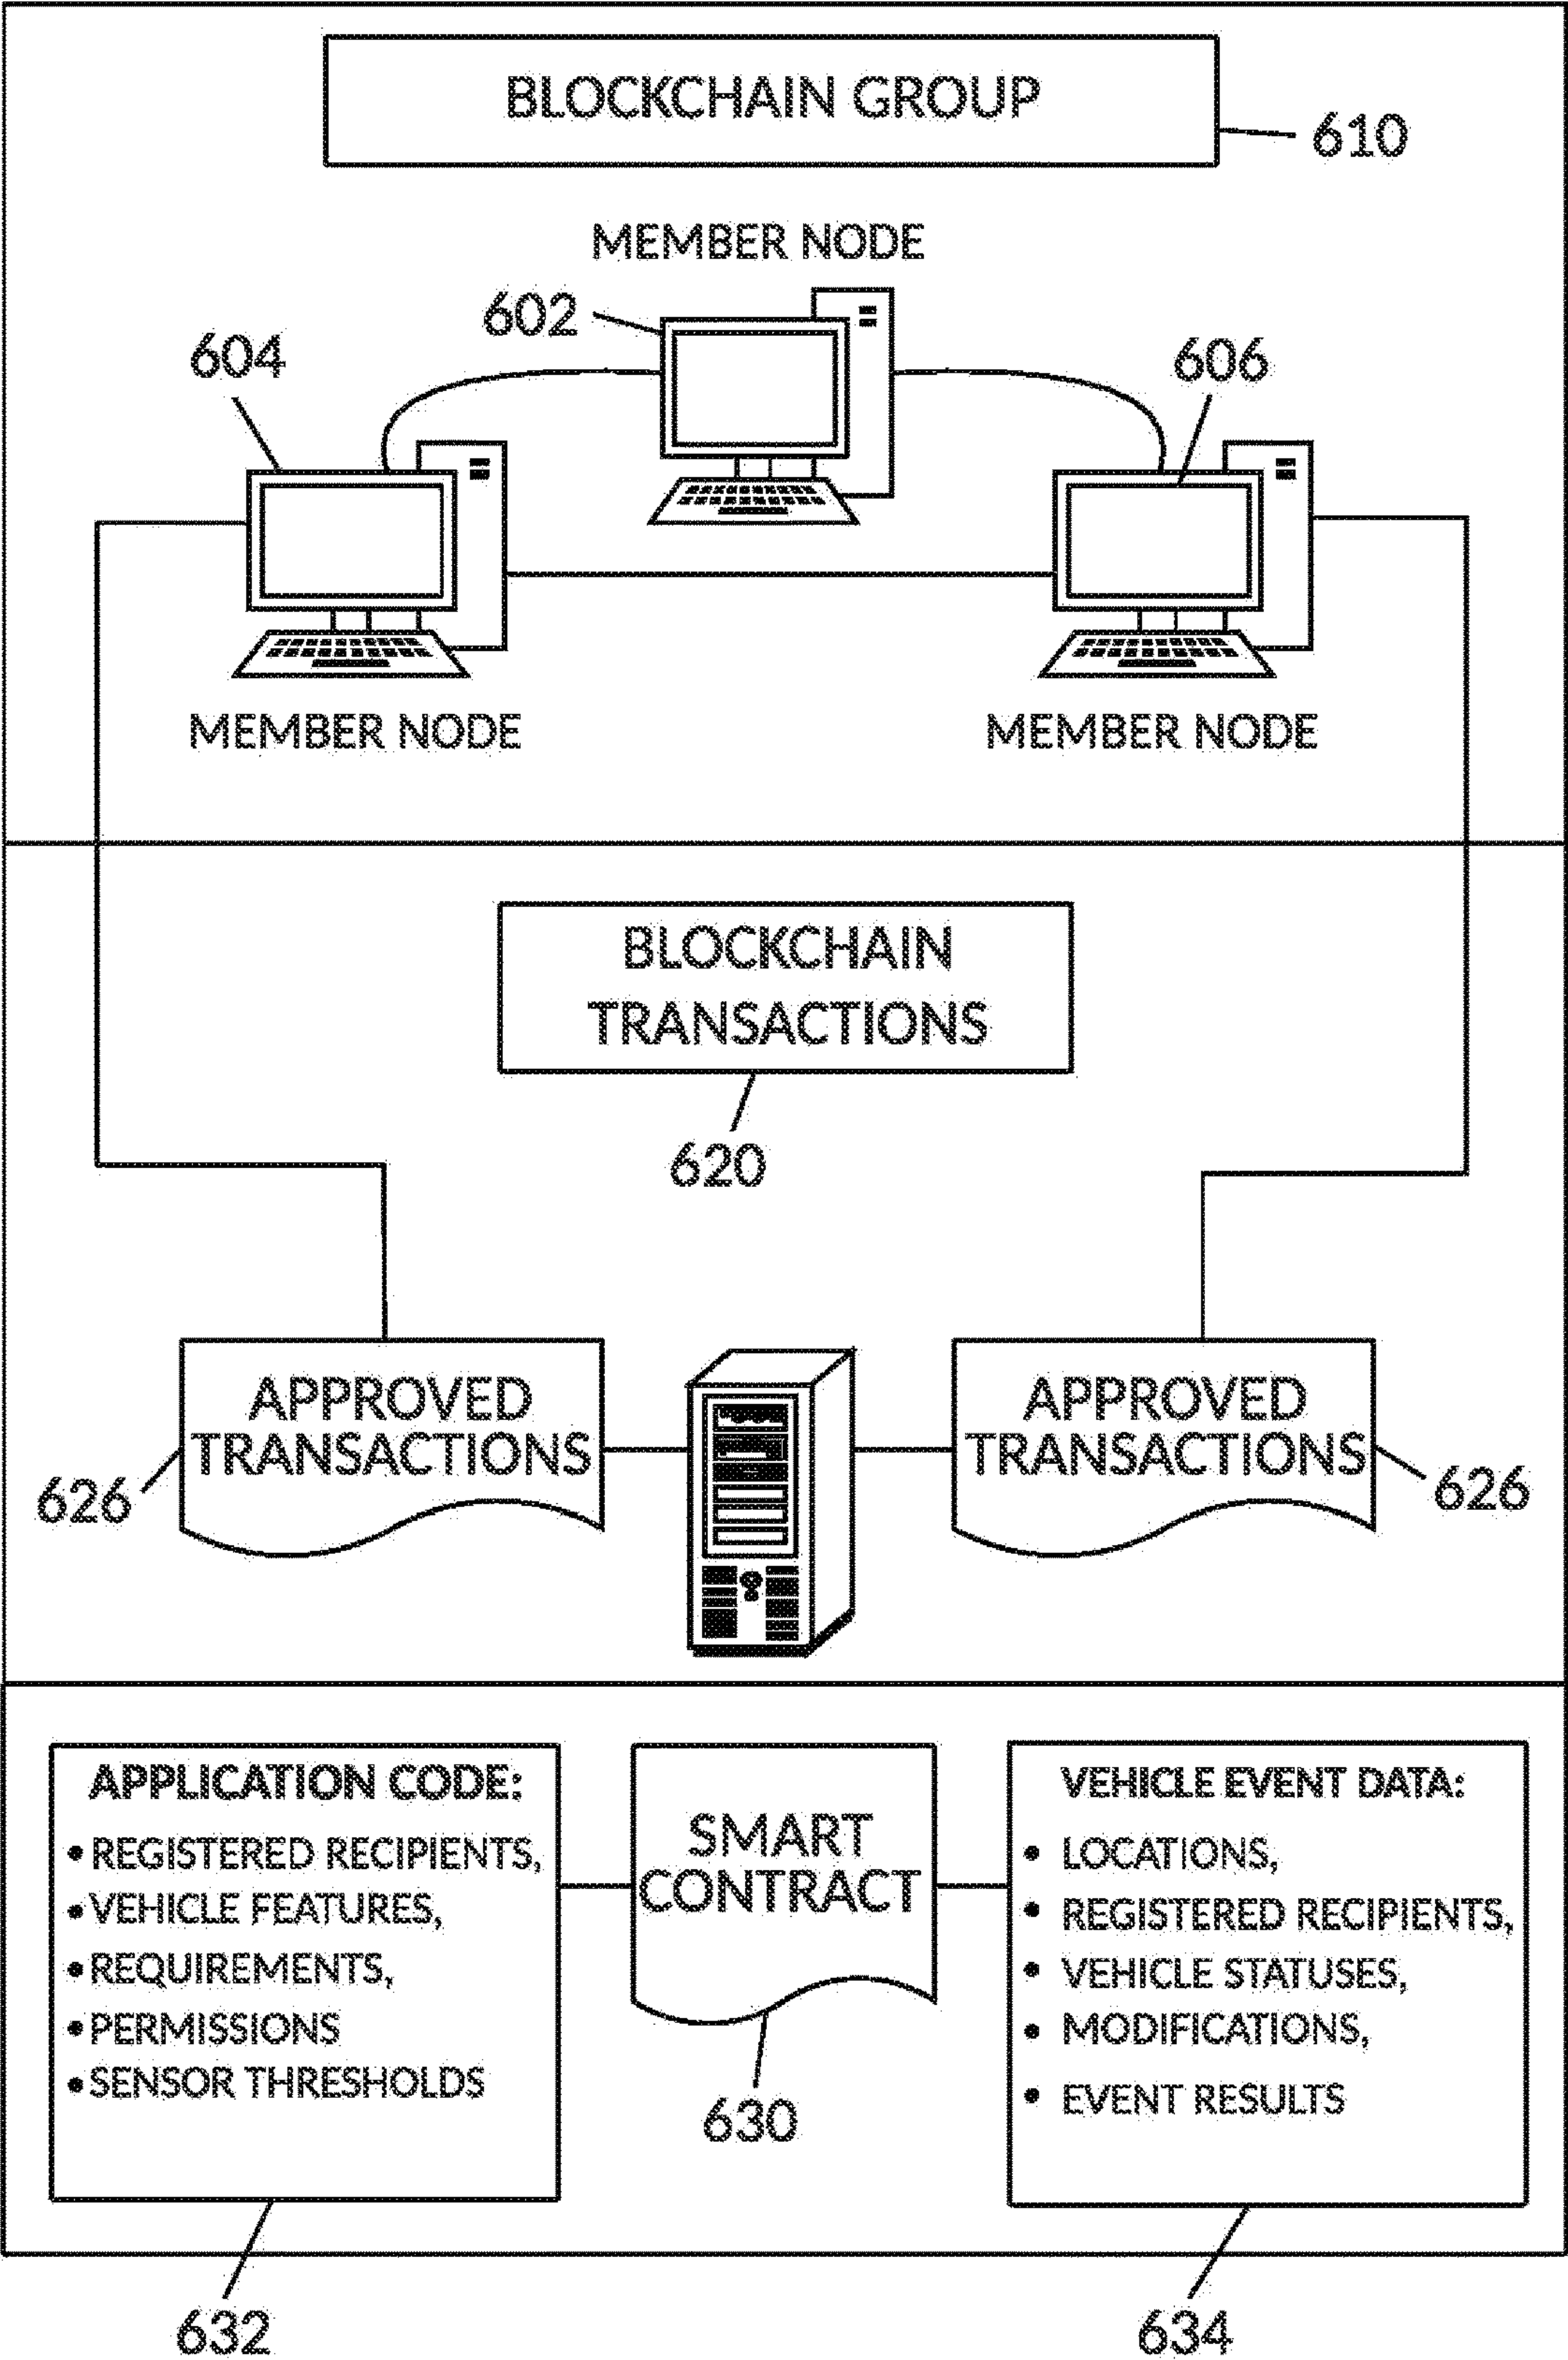 BLOCKCHAIN GROUP
610
MEMBER NODE
602
604
606
MEMBER NODE
MEMBER NODE
BLOCKCHAIN
TRANSACTIONS
620
APPROVED
TRANSACTIONS
626
APPROVED
TRANSACTIONS
626
APPLICATION CODE:
• REGISTERED RECIPIENTS,
• VEHICLE FEATURES,
• REQUIREMENTS,
• PERMISSIONS
• SENSOR THRESHOLDS
SMART
CONTRACT
630
VEHICLE EVENT DATA:
• LOCATIONS,
• REGISTERED RECIPIENTS,
• VEHICLE STATUSES,
• MODIFICATIONS,
• EVENT RESULTS
632
634